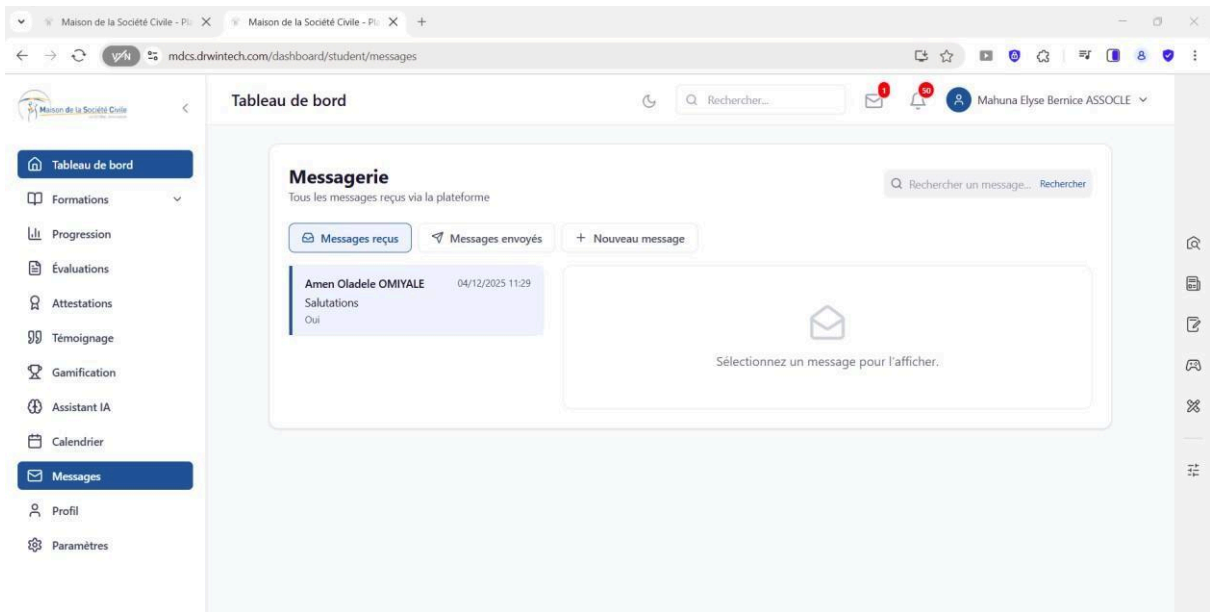 Maison de la Société Civile - Pl
Maison de la Société Civile - Pl
VPN
mdcs.drwintech.com/dashboard/student/messages
Maison de la Société Civile
Tableau de bord
Rechercher...
1
50
Mahuna Elyse Bernice ASSOCLE
Tableau de bord
Formations
Progression
Évaluations
Attestations
Témoignage
Gamification
Assistant IA
Calendrier
Messages
Profil
Paramètres
Messagerie
Tous les messages reçus via la plateforme
Rechercher un message... Rechercher
Messages reçus
Messages envoyés
+ Nouveau message
Amen Oladele OMIYALE 04/12/2025 11:29
Salutations
Oui
Sélectionnez un message pour l'afficher.